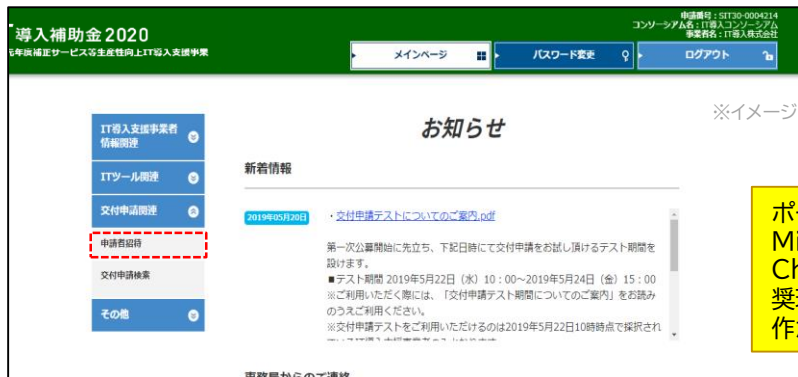 申請番号：SIT30-0004214
コンソーシアム名：IT導入コンソーシアム
事業者名：IT導入株式会社
導入補助金2020
元年度補正サービス等生産性向上IT導入支援事業
メインページ
パスワード変更
ログアウト
※イメージ
IT導入支援事業者
情報関連
ITツール関連
交付申請関連
申請者招待
交付申請検索
その他
お知らせ
新着情報
2019年05月20日
・交付申請テストについてのご案内.pdf
第一次公募開始に先立ち、下記日時にて交付申請をお試し頂けるテスト期間を
設けます。
■テスト期間 2019年5月22日（水）10：00～2019年5月24日（金）15：00
※ご利用いただく際には、「交付申請テスト期間についてのご案内」をお読み
のうえご利用ください。
※交付申請テストをご利用いただけるのは2019年5月22日10時時点で採択され
Mi
Ch
奨
作
事務局からのご連絡